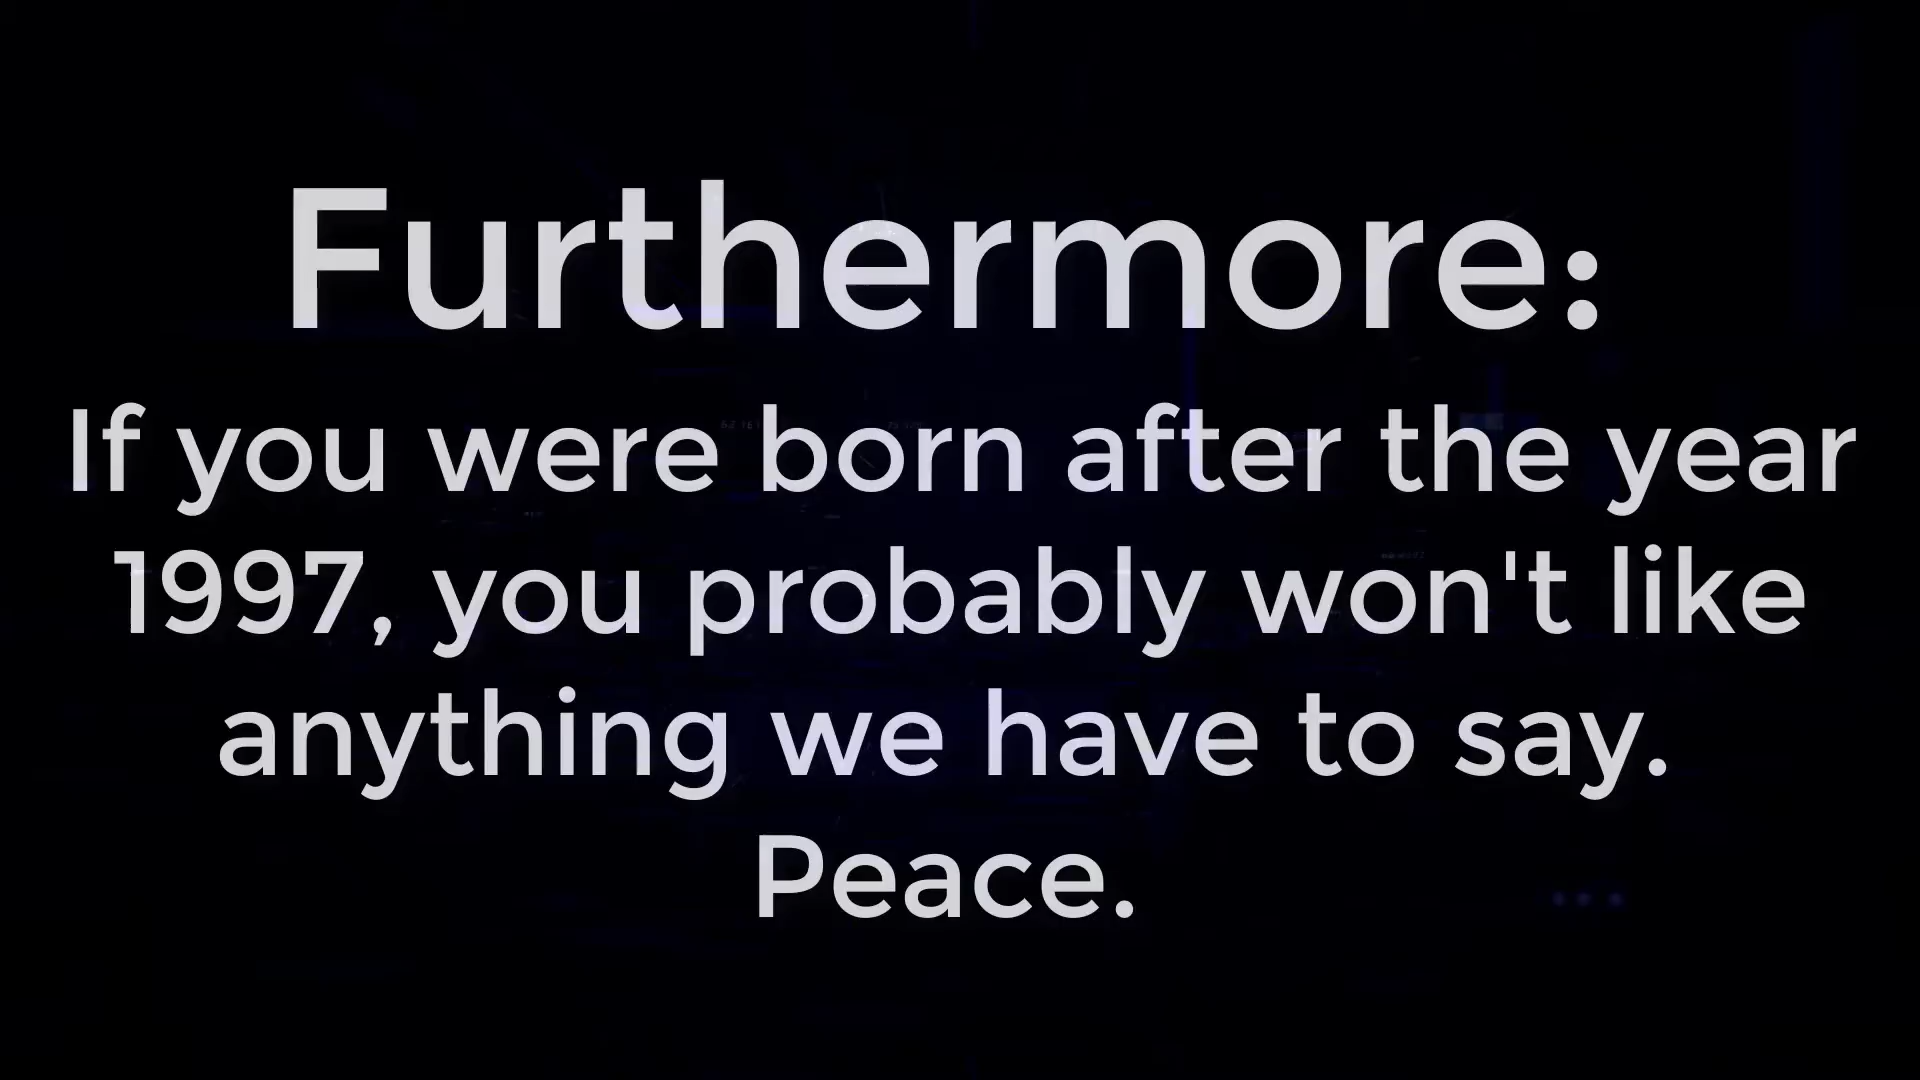 Furthermore:
If you were born after the year
1997, you probably won't like
anything we have to say.
Peace.